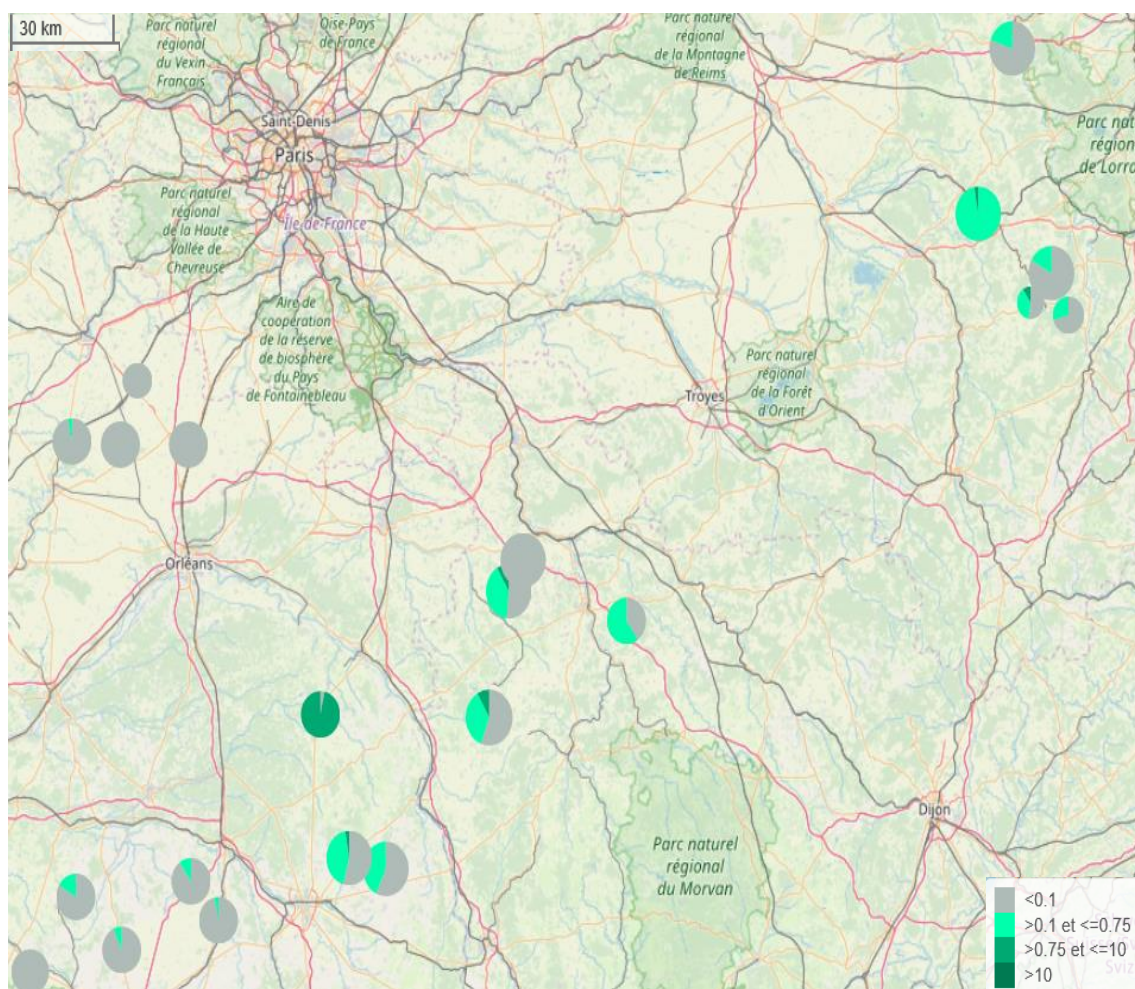 30 km
Parc naturel
régional
du Vexin
Français
Oise-Pays
de France
Parc naturel
régional
de la Montagne
de Reims
Saint-Denis
Paris
Parc
régio
de Lorra
Parc naturel
régional
de la Haute
Vallée de
Chevreuse
Île-de-France
Aire de
coopération
de la réserve
de biosphère
du Pays
de Fontainebleau
Troyes
Parc naturel
régional
de la Forêt
d'Orient
Orléans
Dijon
Parc naturel
régional
du Morvan
<0.1
>0.1 et <=0.75
>0.75 et <=10
>10